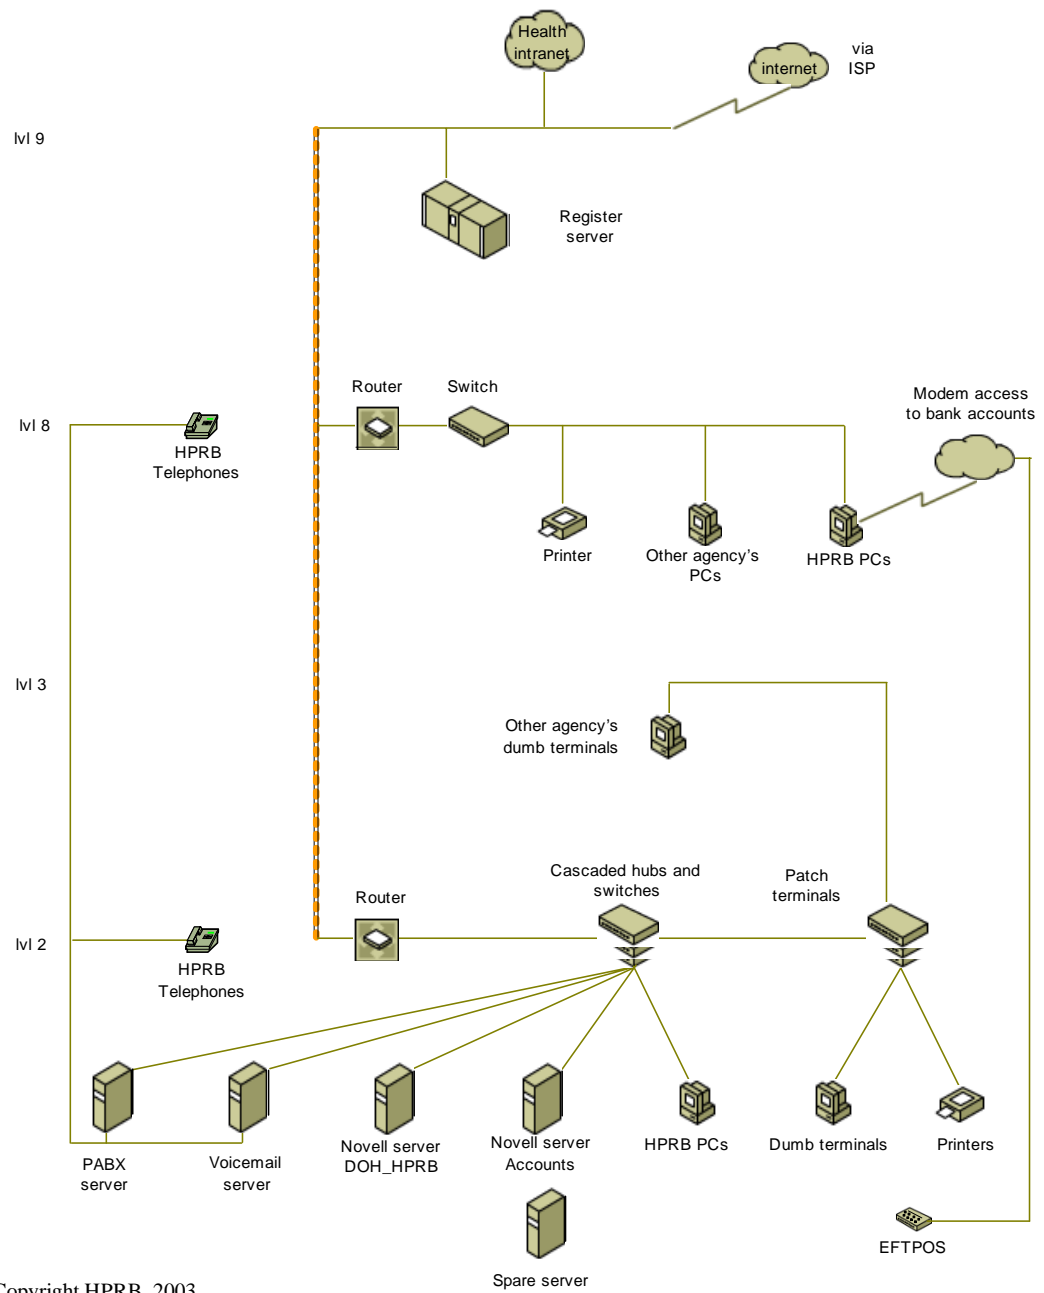 Health
intranet
internet
via
ISP
lvl 9
Register
server
Router
Switch
Modem access
to bank accounts
lvl 8
HPRB
Telephones
Printer
Other agency's
PCs
HPRB PCs
lvl 3
Other agency's
dumb terminals
Cascaded hubs and
switches
Patch
terminals
Router
lvl 2
HPRB
Telephones
PABX
server
Voicemail
server
Novell server
DOH_HPRB
Novell server
Accounts
HPRB PCs
Dumb terminals
Printers
EFTPOS
Spare server
Copyright HPRB, 2003